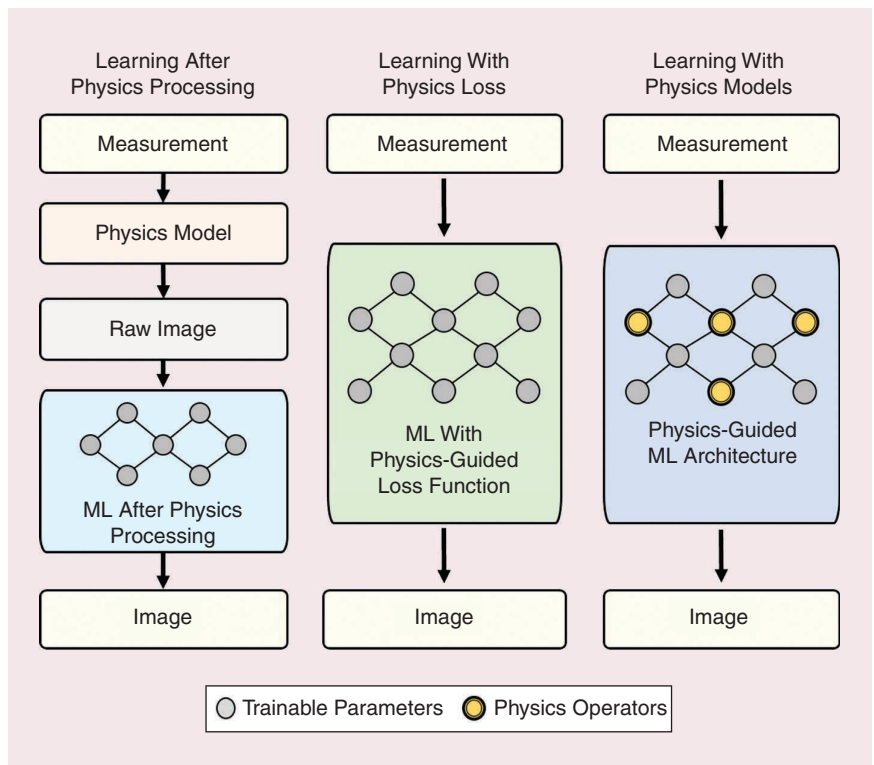 Learning After
Physics Processing
Measurement
Physics Model
Raw Image
ML After Physics
Processing
Image
Learning With
Physics Loss
Measurement
ML With
Physics-Guided
Loss Function
Image
Learning With
Physics Models
Measurement
Physics-Guided
ML Architecture
Image
Trainable Parameters
Physics Operators